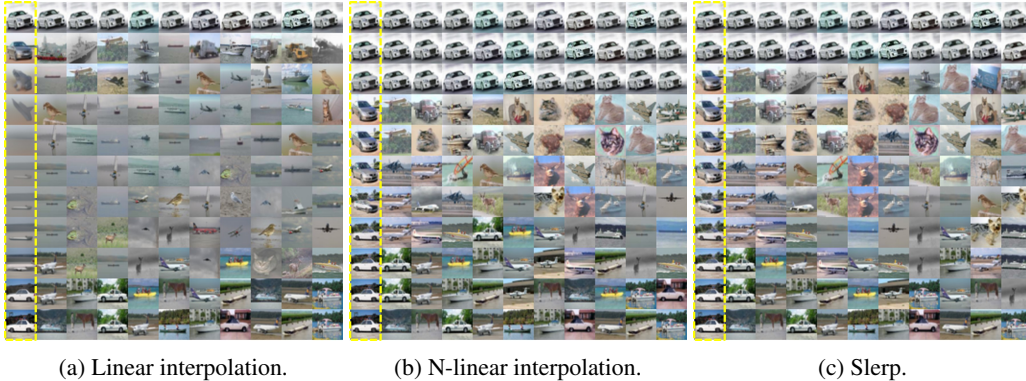 (a) Linear interpolation.
(b) N-linear interpolation.
(c) Slerp.